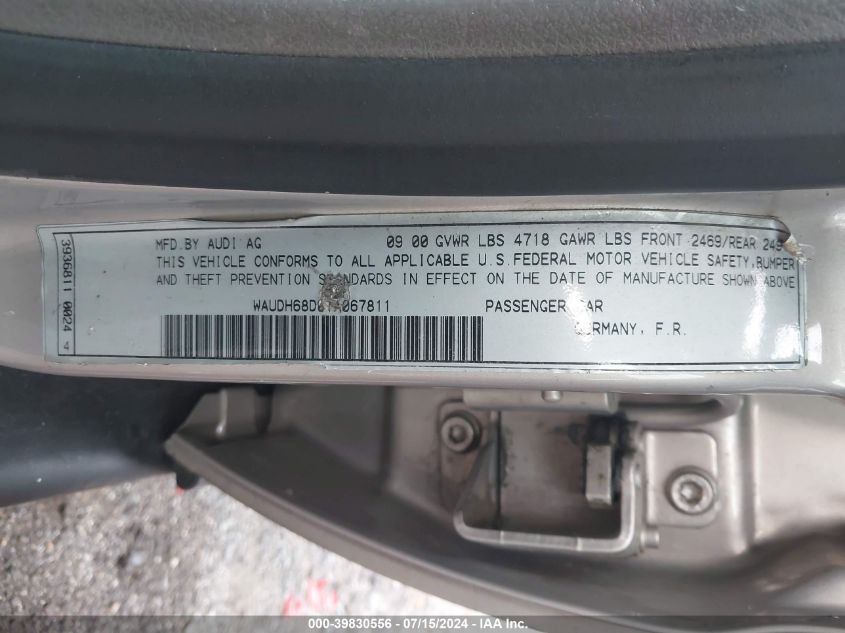 MFD.BY AUDI AG 09 00 GVWR LBS 4718 GAWR LBS FRONT 2469/REAR
THIS VEHICLE CONFORMS TO ALL APPLICABLE U.S.FEDERAL MOTOR VEHICLE SAFETY,BUMPER
AND THEFT PREVENTION STANDARDS IN EFFECT ON THE DATE OF MANUFACTURE SHOWN ABOVE
PASSENGER CAR
GERMANY, F.R.
3936811 00024 4
000-39830556 - 07/15/2024 - IAA Inc.